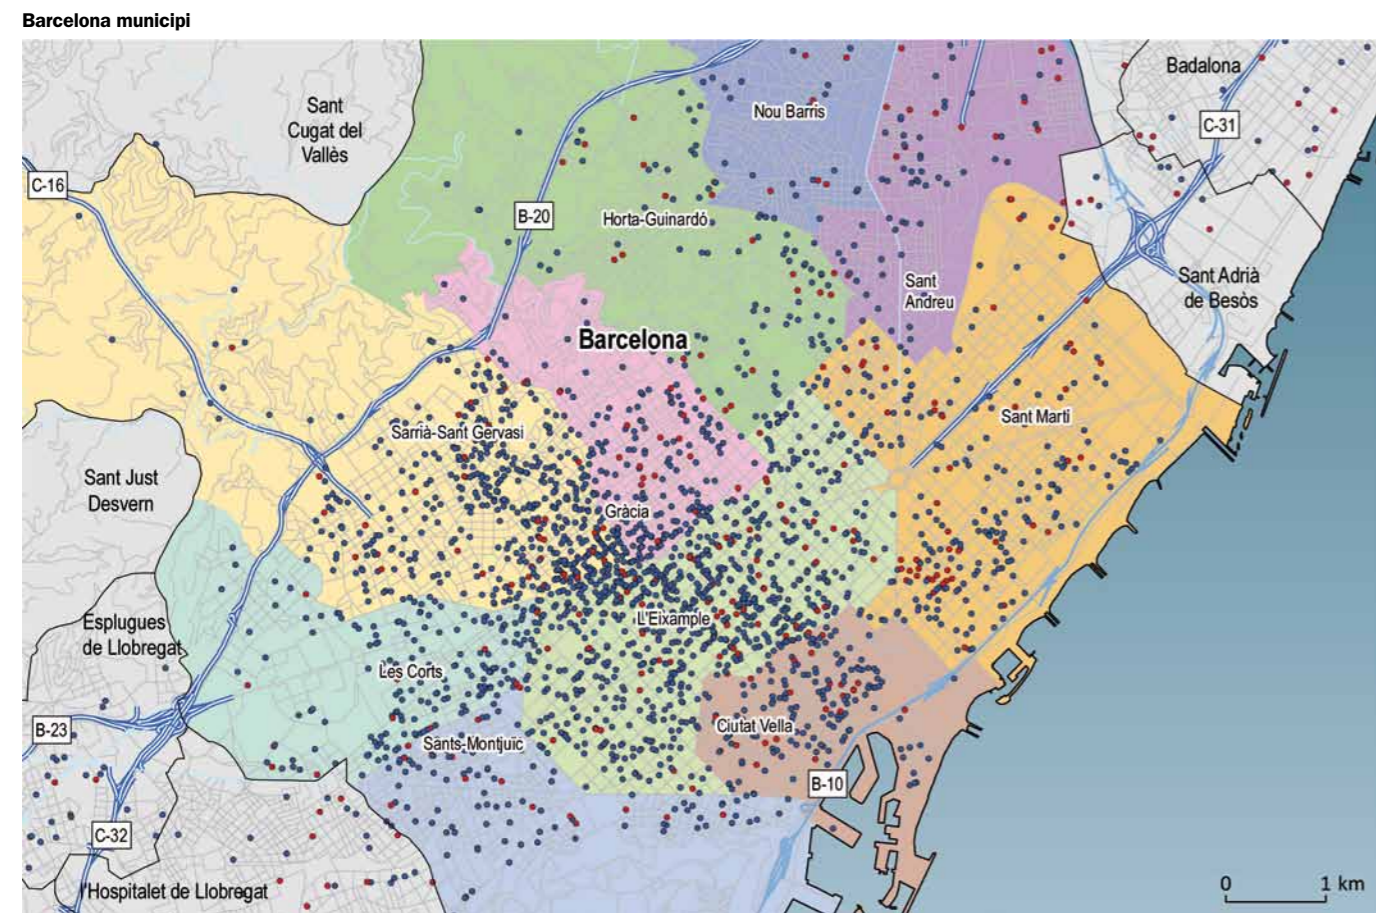 Barcelona municipi
Badalona
Sant
Cugat del
Vallès
Nou Barris
C-31
C-16
B-20
Horta-Guinardó
Sant
Andreu
Sant Adrià
de Besòs
Barcelona
Sarrià-Sant Gervasi
Sant Martí
Sant Just
Desvern
Gràcia
Esplugues
de Llobregat
L'Eixample
Les Corts
B-23
Sants-Montjuïc
Ciutat Vella
B-10
C-32
l'Hospitalet de Llobregat
0 1 km